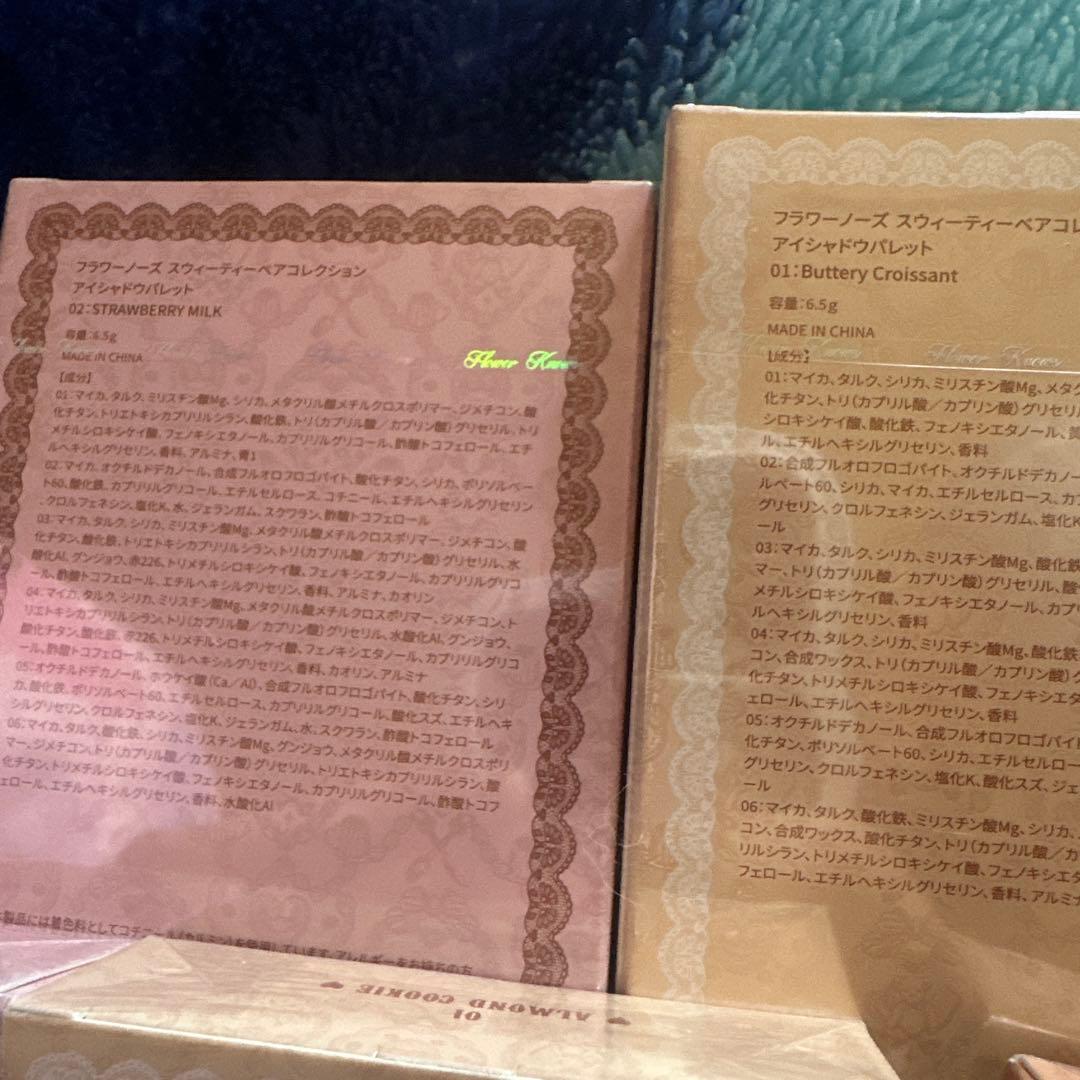 フラワーノーズ スウィーティーベアコレクション
アイシャドウパレット
02：STRAWBERRY MILK
容量：6.5g
MADE IN CHINA
Flower Knows
【成分】
01：マイカ、タルク、ミリスチン酸Mg、シリカ、メタクリル酸メチルクロスポリマー、ジメチコン、酸
化チタン、トリエトキシカプリリルシラン、酸化鉄、トリ（カプリル酸／カプリン酸）グリセリル、トリ
メチルシロキシケイ酸、フェノキシエタノール、カプリリルグリコール、酢酸トコフェロール、エチ
ルヘキシルグリセリン、香料、アルミナ、青1
02：マイカ、オクチルドデカノール、合成フルオロフロゴパイト、酸化チタン、シリカ、ポリソルベー
ト60、酸化鉄、カプリリルグリコール、エチルセルロース、コチニール、エチルヘキシルグリセリン
、クロルフェネシン、塩化K、水、ジェランガム、スクワラン、酢酸トコフェロール
03：マイカ、タルク、シリカ、ミリスチン酸Mg、メタクリル酸メチルクロスポリマー、ジメチコン、酸
化チタン、酸化鉄、トリエトキシカプリリルシラン、トリ（カプリル酸／カプリン酸）グリセリル、水
酸化Al、グンジョウ、赤226、トリメチルシロキシケイ酸、フェノキシエタノール、カプリリルグリコ
ール、酢酸トコフェロール、エチルヘキシルグリセリン、香料、アルミナ、カオリン
04：マイカ、タルク、シリカ、ミリスチン酸Mg、メタクリル酸メチルクロスポリマー、ジメチコン、ト
リエトキシカプリリルシラン、トリ（カプリル酸／カプリン酸）グリセリル、水酸化Al、グンジョウ、
酸化チタン、酸化鉄、赤226、トリメチルシロキシケイ酸、フェノキシエタノール、カプリリルグリコ
ール、酢酸トコフェロール、エチルヘキシルグリセリン、香料、カオリン、アルミナ
05：オクチルドデカノール、ホウケイ酸（Ca／Al）、合成フルオロフロゴパイト、酸化チタン、シリ
カ、酸化鉄、ポリソルベート60、エチルセルロース、カプリリルグリコール、酸化スズ、エチルヘキ
シルグリセリン、クロルフェネシン、塩化K、ジェランガム、水、スクワラン、酢酸トコフェロール
06：マイカ、タルク、酸化鉄、シリカ、ミリスチン酸Mg、グンジョウ、メタクリル酸メチルクロスポリ
マー、ジメチコン、トリ（カプリル酸／カプリン酸）グリセリル、トリエトキシカプリリルシラン、酸
化チタン、トリメチルシロキシケイ酸、フェノキシエタノール、カプリリルグリコール、酢酸トコフ
ェロール、エチルヘキシルグリセリン、香料、水酸化Al
本製品には着色料としてコチニール（カルミン）を使用しています。アレルギーをお持ちの方
フラワーノーズ スウィーティーベアコレ
アイシャドウパレット
01：Buttery Croissant
容量：6.5g
MADE IN CHINA
Flower Knows
【成分】
01：マイカ、タルク、シリカ、ミリスチン酸Mg、メタク
化チタン、トリ（カプリル酸／カプリン酸）グリセリル
シロキシケイ酸、酸化鉄、フェノキシエタノール、黄
ル、エチルヘキシルグリセリン、香料
02：合成フルオロフロゴパイト、オクチルドデカノー
ルベート60、シリカ、マイカ、エチルセルロース、カプ
グリセリン、クロルフェネシン、ジェランガム、塩化K
ール
03：マイカ、タルク、シリカ、ミリスチン酸Mg、酸化鉄
マー、トリ（カプリル酸／カプリン酸）グリセリル、酸
メチルシロキシケイ酸、フェノキシエタノール、カプリ
ルヘキシルグリセリン、香料
04：マイカ、タルク、シリカ、ミリスチン酸Mg、酸化鉄
コン、合成ワックス、トリ（カプリル酸／カプリン酸）グ
化チタン、トリメチルシロキシケイ酸、フェノキシエタ
ェロール、エチルヘキシルグリセリン、香料
05：オクチルドデカノール、合成フルオロフロゴパイト
化チタン、ポリソルベート60、シリカ、エチルセルロー
グリセリン、クロルフェネシン、塩化K、酸化スズ、ジェ
ール
06：マイカ、タルク、酸化鉄、ミリスチン酸Mg、シリカ、
コン、合成ワックス、酸化チタン、トリ（カプリル酸／カ
リルシラン、トリメチルシロキシケイ酸、フェノキシエタ
フェロール、エチルヘキシルグリセリン、香料、アルミナ
01
ALMOND COOKIE